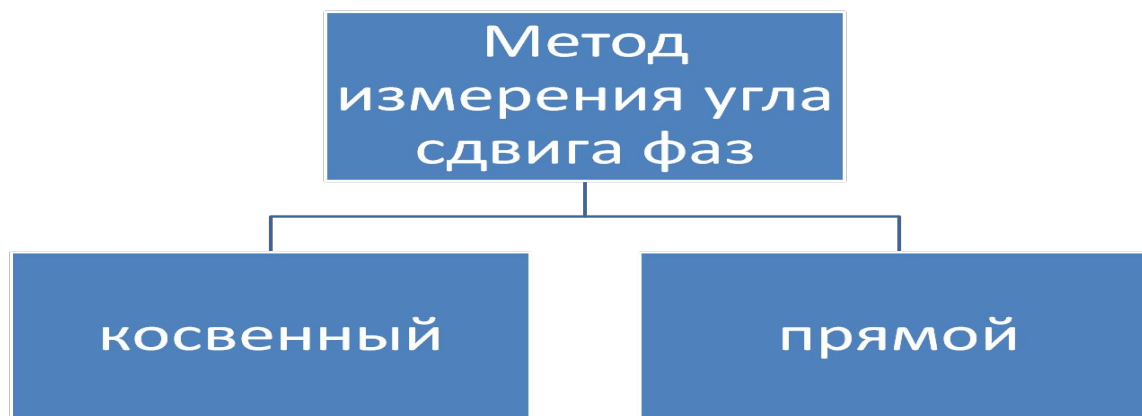 Метод
измерения угла
сдвига фаз
косвенный
прямой